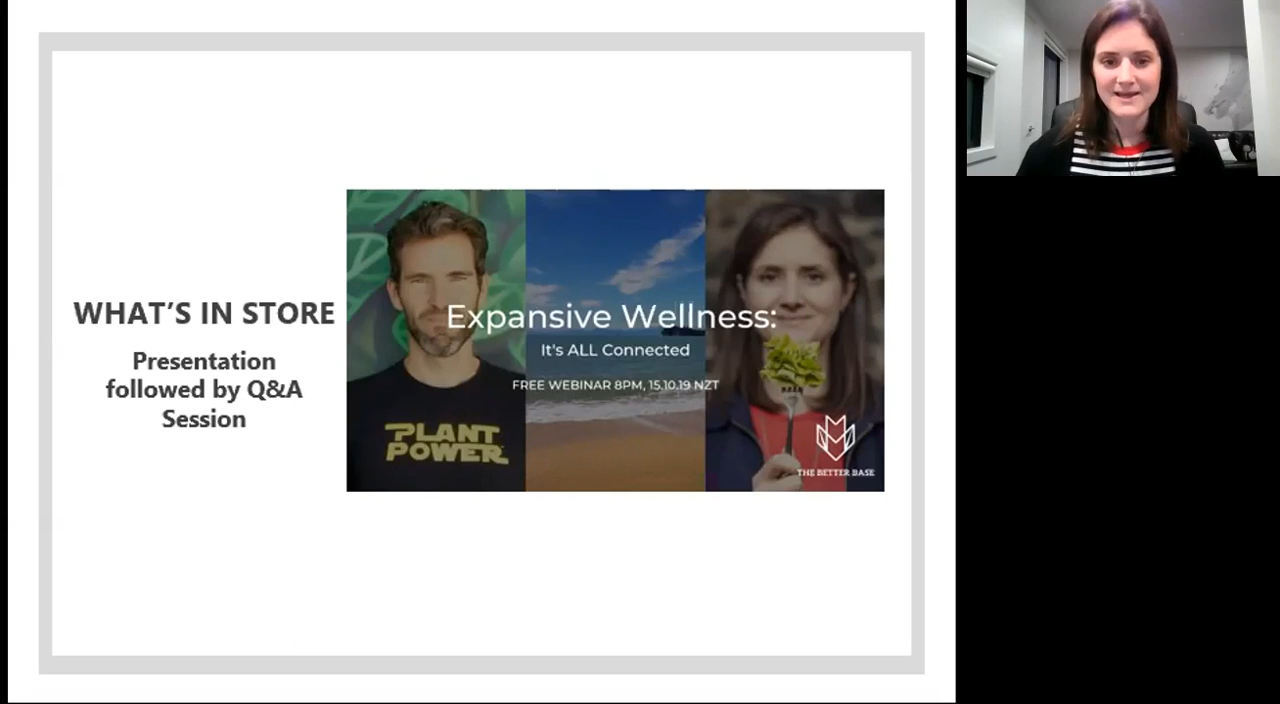 WHAT'S IN STORE
Presentation
followed by Q&A
Session
Expansive Wellness:
It's ALL Connected
FREE WEBINAR 8PM, 15.10.19 NZT
PLANT
POWER
THE BETTER BASE